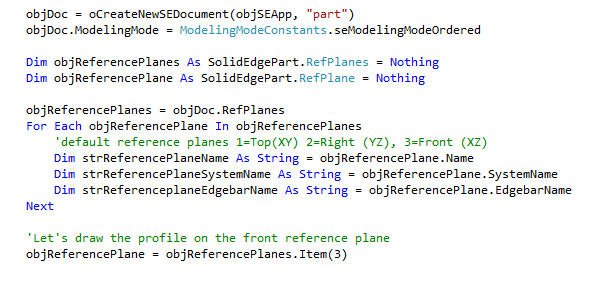 objDoc = oCreateNewSEDocument(objSEApp, "part")
objDoc.ModelingMode = ModelingModeConstants.seModelingModeOrdered
Dim objReferencePlanes As SolidEdgePart.RefPlanes = Nothing
Dim objReferencePlane As SolidEdgePart.RefPlane = Nothing
objReferencePlanes = objDoc.RefPlanes
For Each objReferencePlane In objReferencePlanes
'default reference planes 1=Top(XY) 2=Right (YZ), 3=Front (XZ)
Dim strReferencePlaneName As String = objReferencePlane.Name
Dim strReferencePlaneSystemName As String = objReferencePlane.SystemName
Dim strReferenceplaneEdgebarName As String = objReferencePlane.EdgebarName
Next
'Let's draw the profile on the front reference plane
objReferencePlane = objReferencePlanes.Item(3)